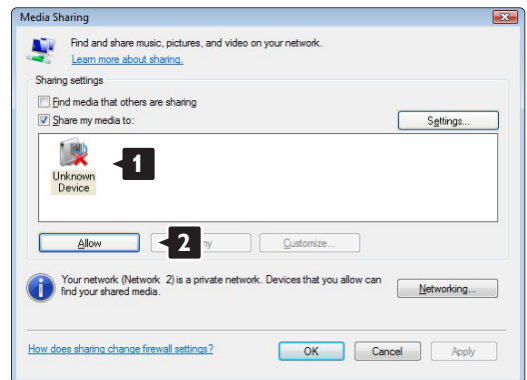 Media Sharing
Find and share music, pictures, and video on your network.
Learn more about sharing.
Sharing settings
Find media that others are sharing
Share my media to:
Settings...
Unknown
Device
1
Allow
2
Customize...
Your network (Network 2) is a private network. Devices that you allow can
find your shared media.
Networking...
How does sharing change firewall settings?
OK
Cancel
Apply